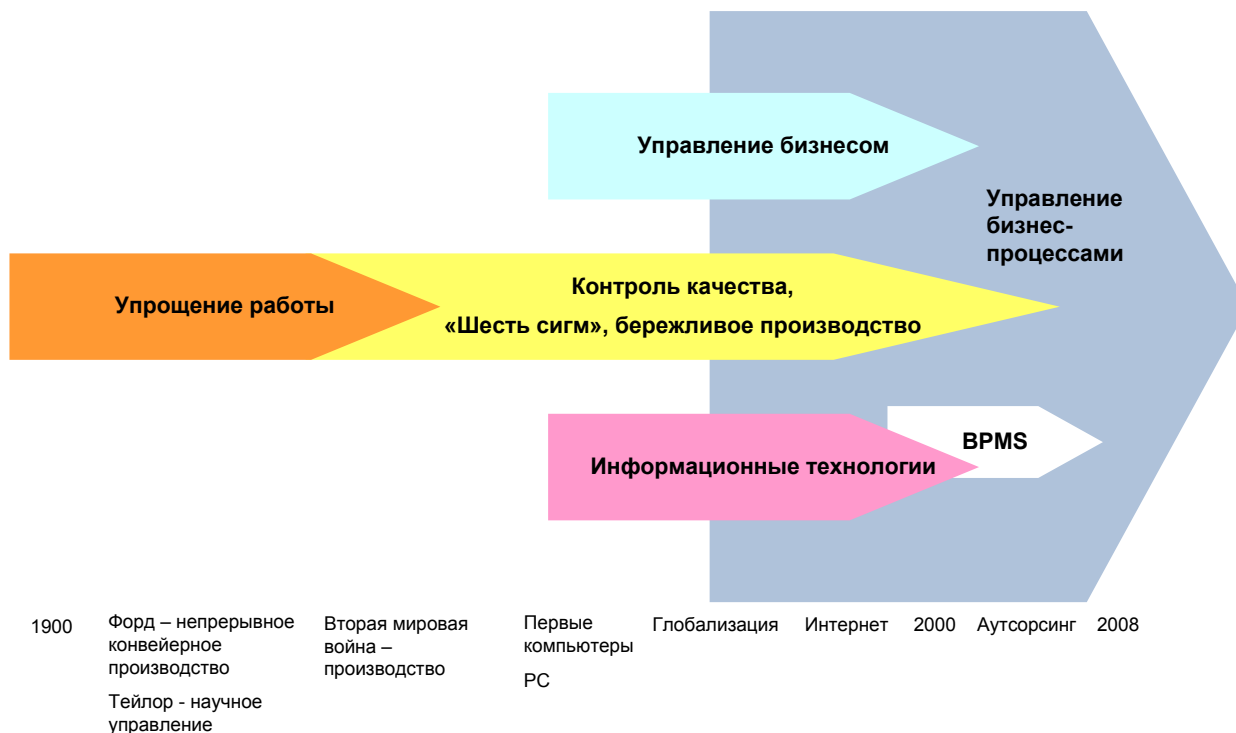 Управление бизнесом
Управление
бизнес-
процессами
Упрощение работы
Контроль качества,
«Шесть сигм», бережливое производство
BPMS
Информационные технологии
1900
Форд – непрерывное
конвейерное
производство
Тейлор - научное
управление
Вторая мировая
война –
производство
Первые
компьютеры
PC
Глобализация
Интернет
2000
Аутсорсинг
2008